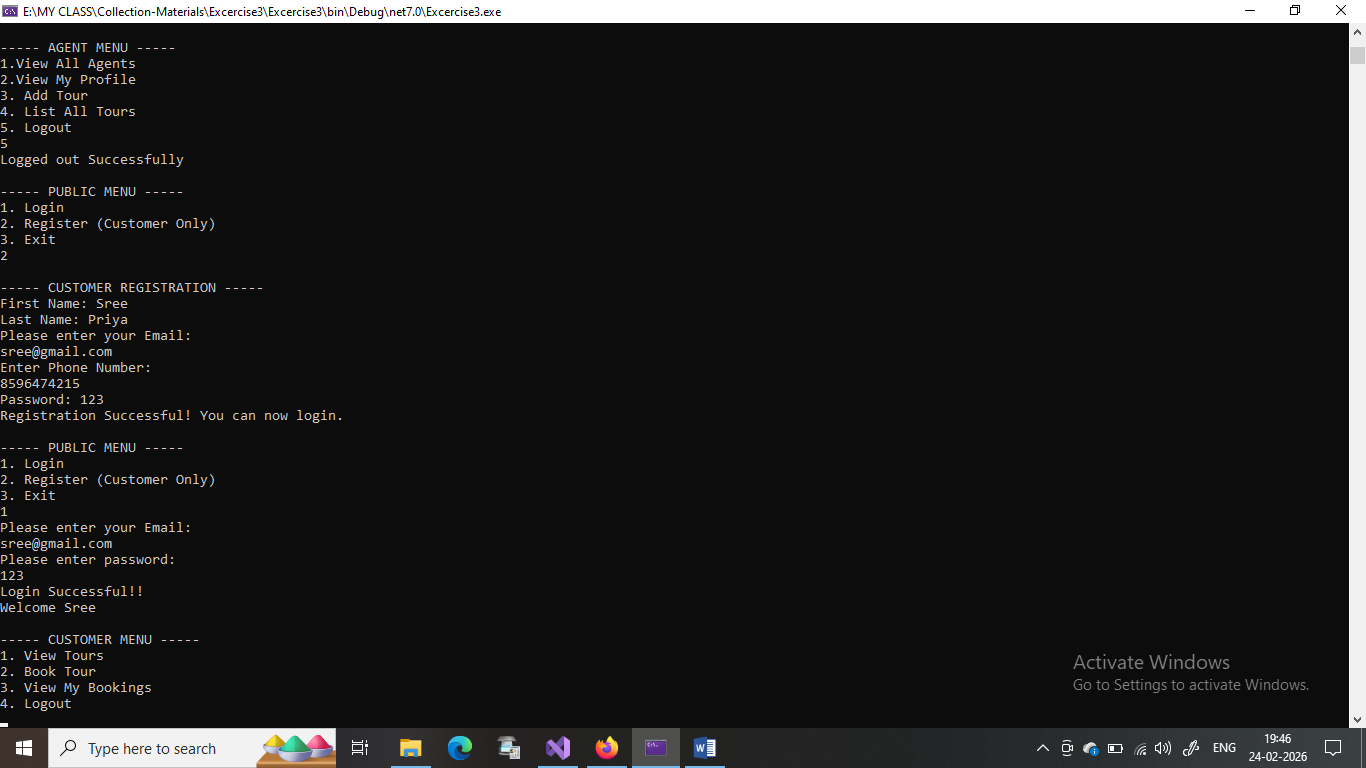 E:\MY CLASS\Collection-Materials\Excercise3\Excercise3\bin\Debug\net7.0\Excercise3.exe
----- AGENT MENU -----
1.View All Agents
2.View My Profile
3. Add Tour
4. List All Tours
5. Logout
5
Logged out Successfully
----- PUBLIC MENU -----
1. Login
2. Register (Customer Only)
3. Exit
2
----- CUSTOMER REGISTRATION -----
First Name: Sree
Last Name: Priya
Please enter your Email:
sree@gmail.com
Enter Phone Number:
8596474215
Password: 123
Registration Successful! You can now login.
----- PUBLIC MENU -----
1. Login
2. Register (Customer Only)
3. Exit
1
Please enter your Email:
sree@gmail.com
Please enter password:
123
Login Successful!!
Welcome Sree
----- CUSTOMER MENU -----
1. View Tours
2. Book Tour
3. View My Bookings
4. Logout
Activate Windows
Go to Settings to activate Windows.
Type here to search
ENG
19:46
24-02-2026